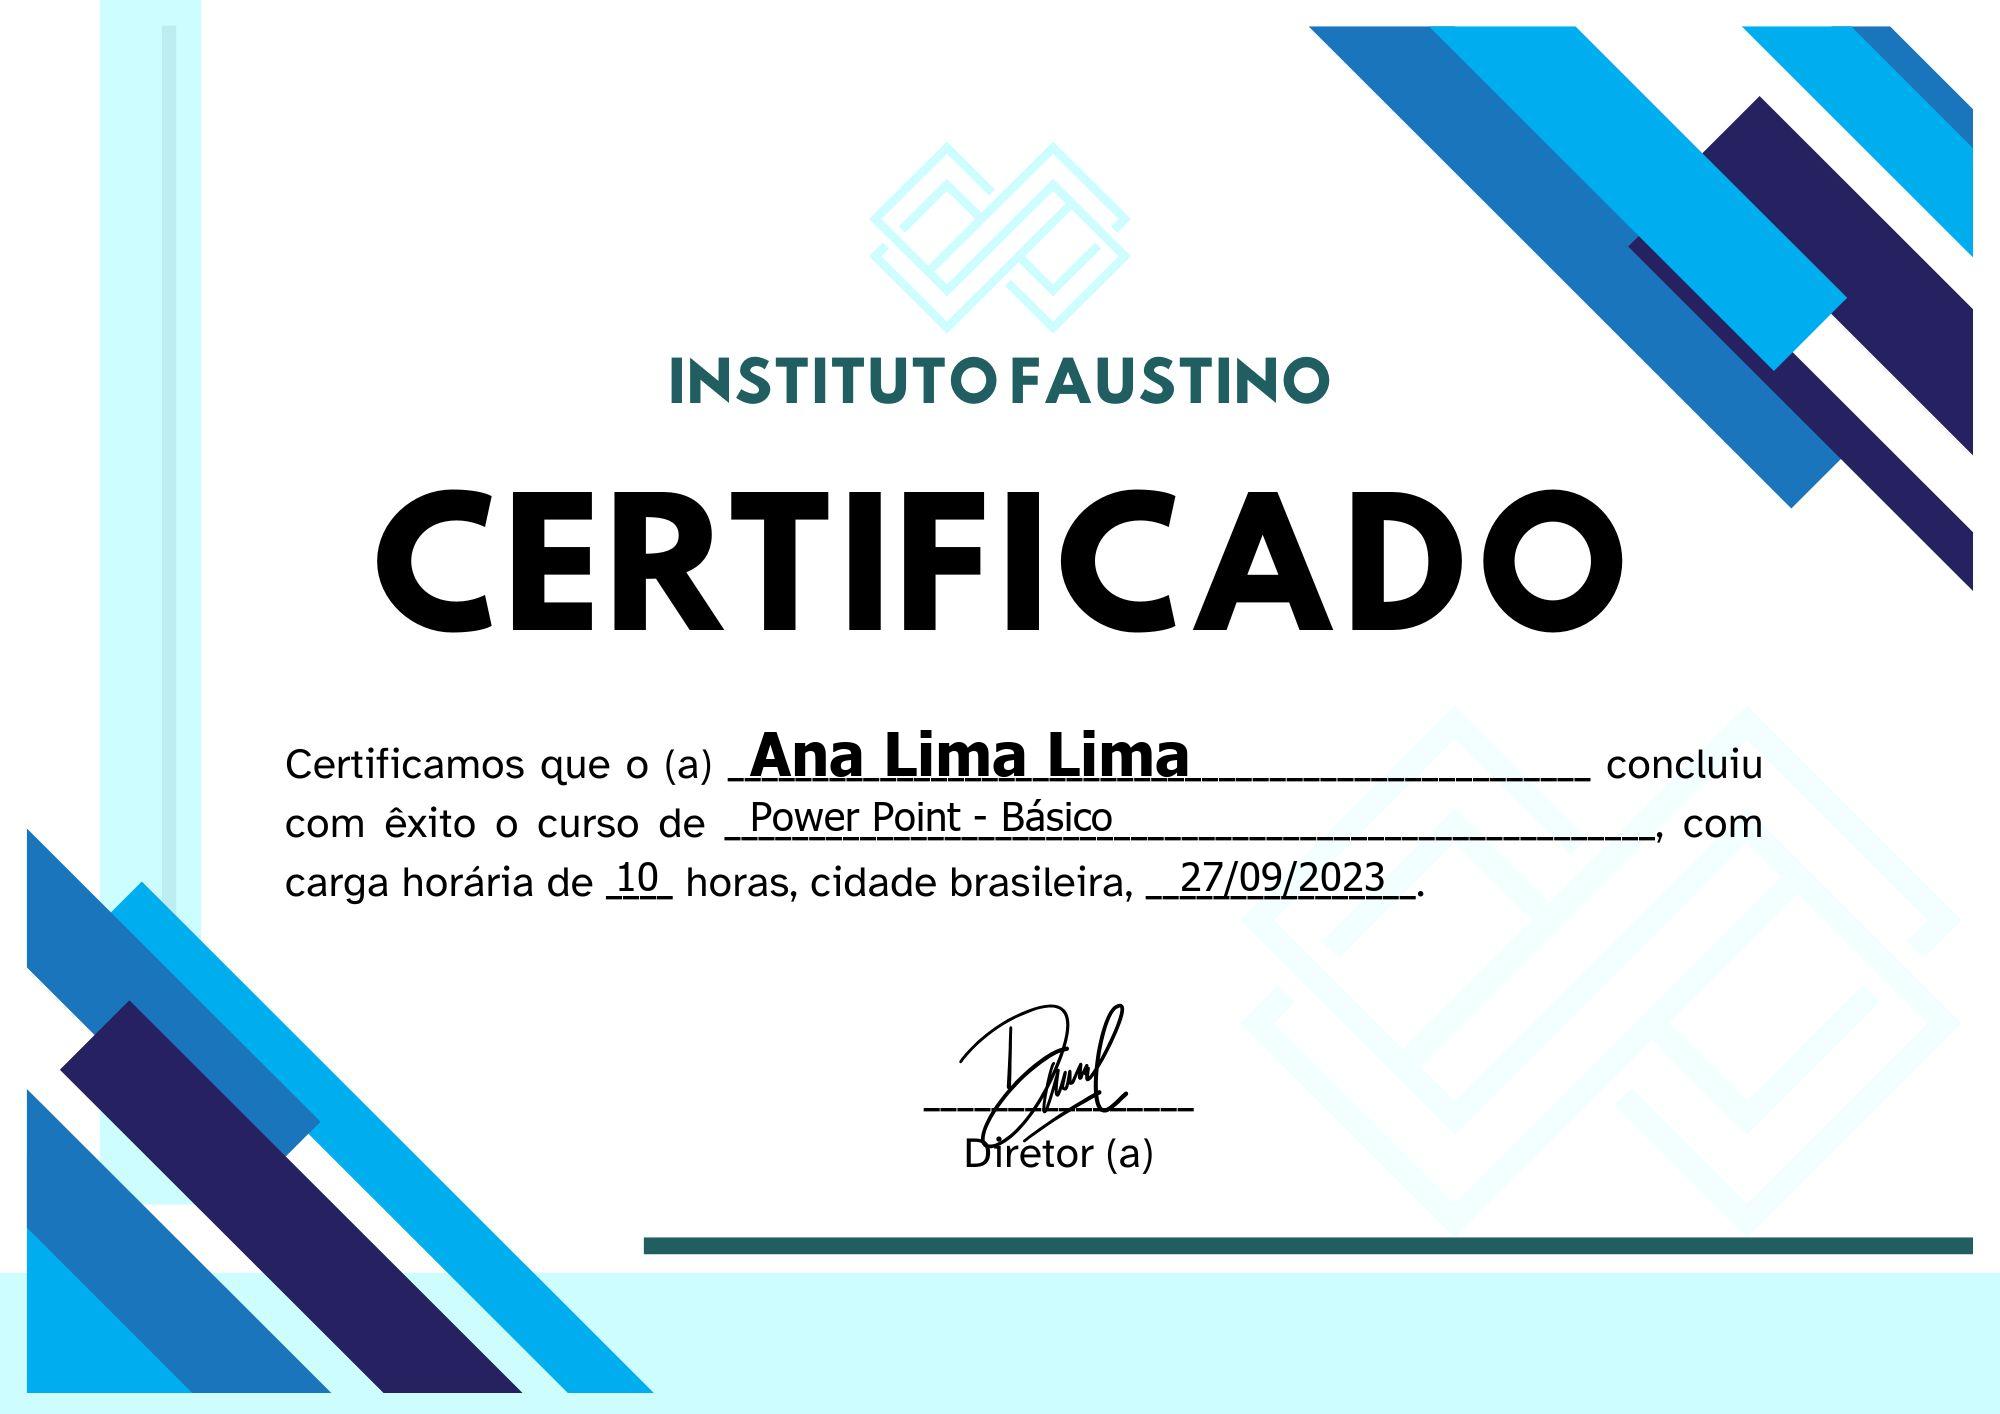 INSTITUTO FAUSTINO
CERTIFICADO
Certificamos que o (a) Ana Lima Lima concluiu
com êxito o curso de Power Point - Básico, com
carga horária de 10 horas, cidade brasileira, 27/09/2023.
Diretor (a)